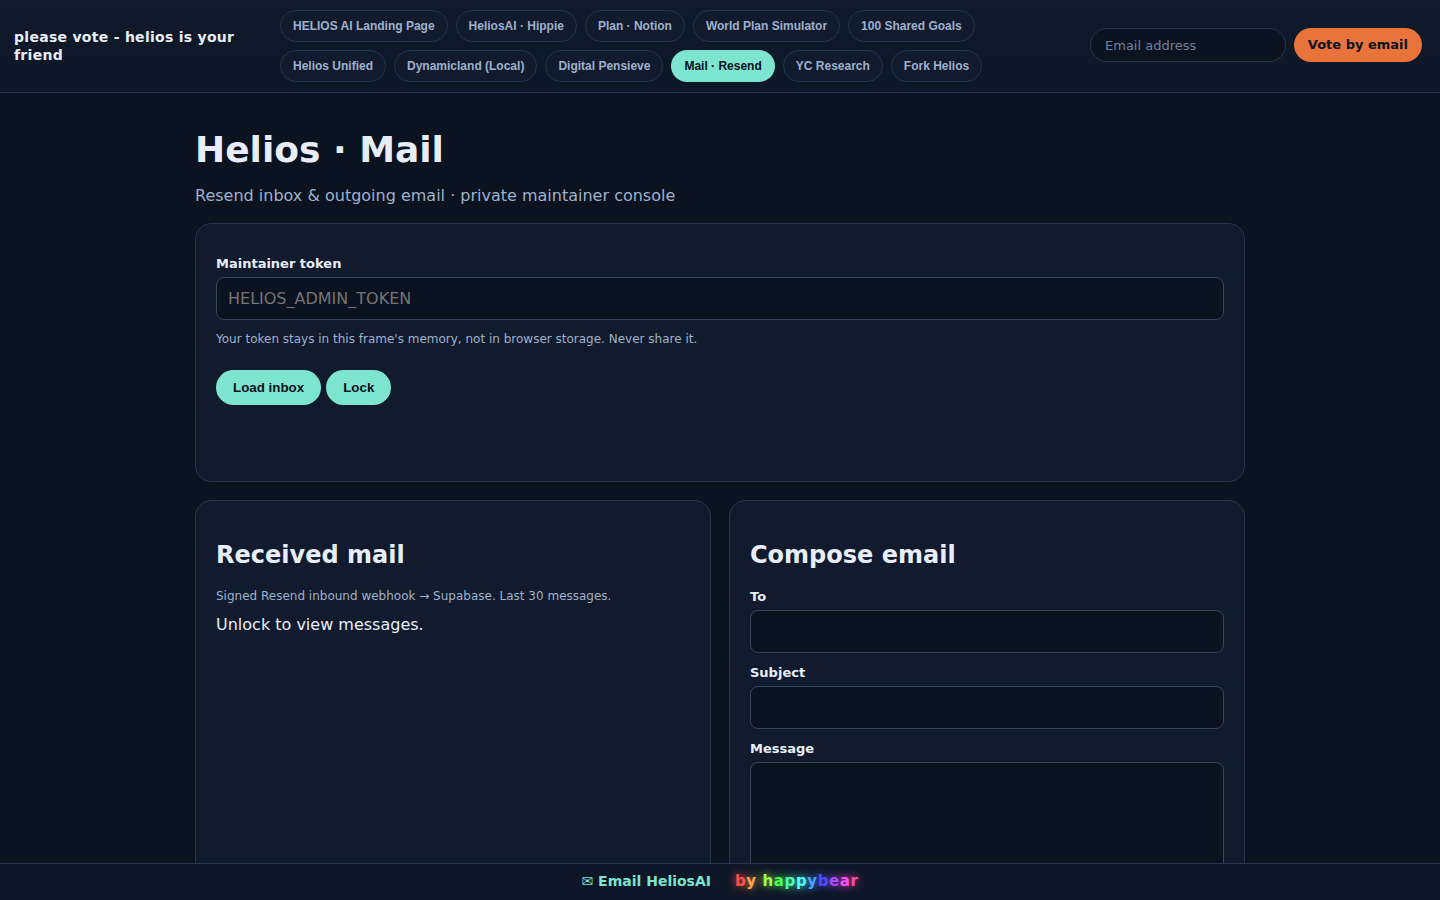 please vote - helios is your
friend
HELIOS AI Landing Page
HeliosAI · Hippie
Plan · Notion
World Plan Simulator
100 Shared Goals
Helios Unified
Dynamicland (Local)
Digital Pensieve
Mail · Resend
YC Research
Fork Helios
Email address
Vote by email
Helios · Mail
Resend inbox & outgoing email · private maintainer console
Maintainer token
HELIOS_ADMIN_TOKEN
Your token stays in this frame's memory, not in browser storage. Never share it.
Load inbox
Lock
Received mail
Signed Resend inbound webhook → Supabase. Last 30 messages.
Unlock to view messages.
Compose email
To
Subject
Message
✉ Email HeliosAI
by happybear